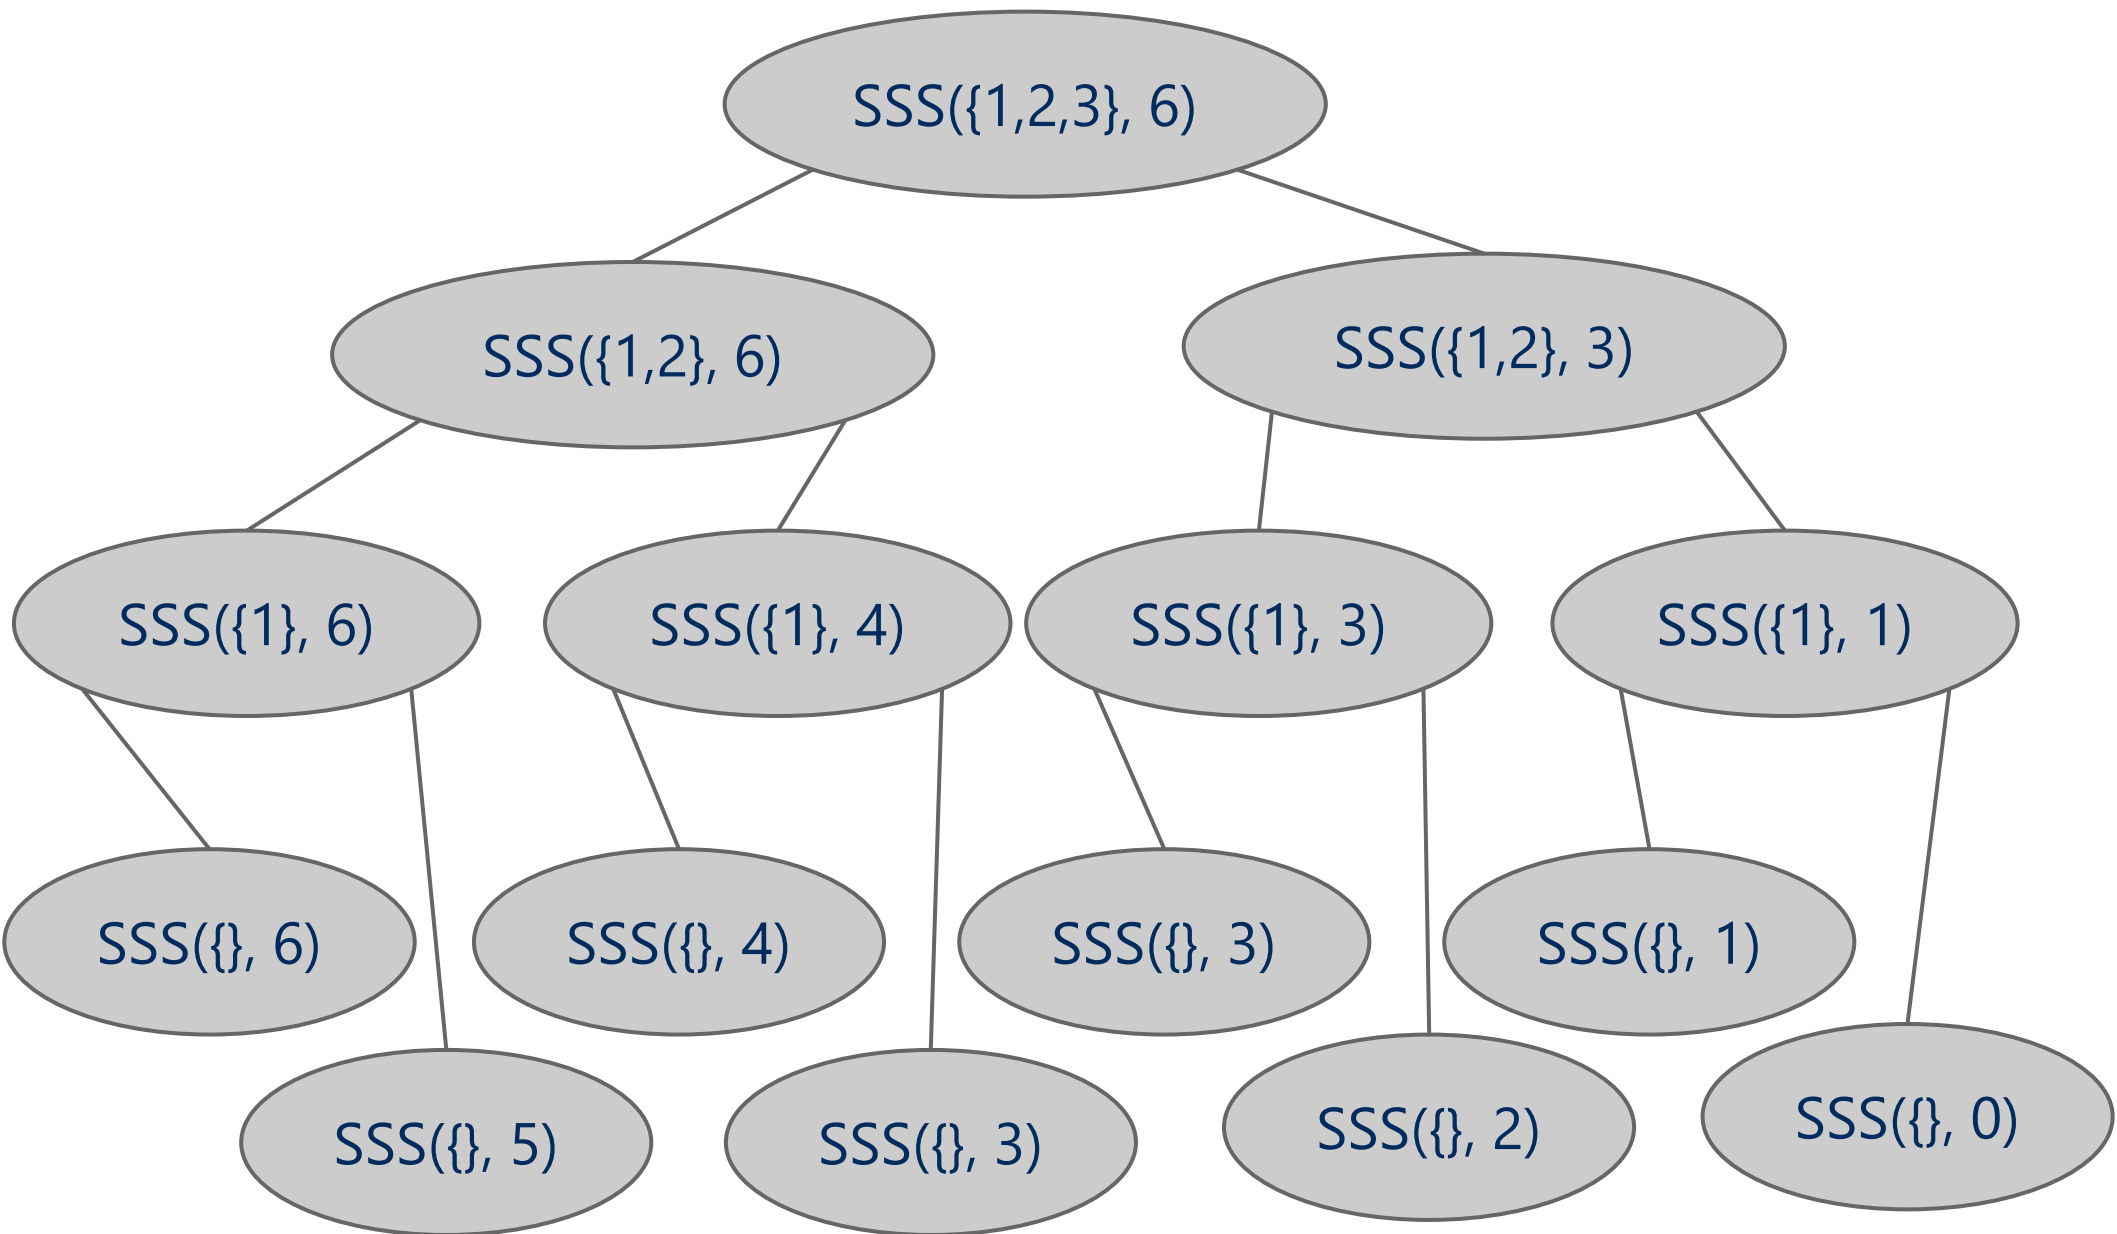 SSS({1,2,3}, 6)
SSS({1,2}, 6)
SSS({1,2}, 3)
SSS({1}, 6)
SSS({1}, 4)
SSS({1}, 3)
SSS({1}, 1)
SSS({}, 6)
SSS({}, 4)
SSS({}, 3)
SSS({}, 1)
SSS({}, 5)
SSS({}, 3)
SSS({}, 2)
SSS({}, 0)